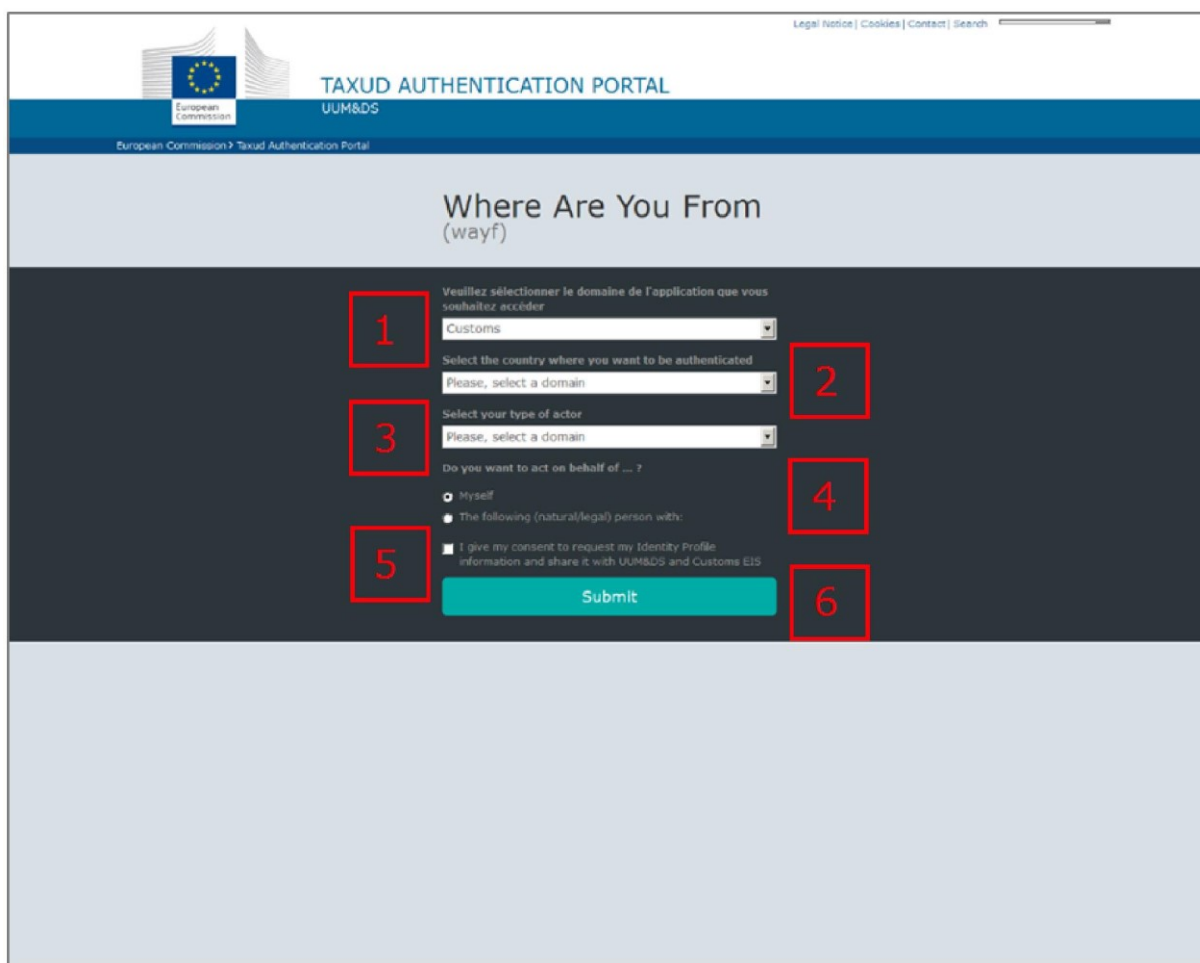 Legal Notice | Cookies | Contact | Search
TAXUD AUTHENTICATION PORTAL
European
Commission
UUM&DS
European Commission > Taxud Authentication Portal
Where Are You From
(wayf)
Veuillez sélectionner le domaine de l'application que vous
souhaitez accéder
1
Customs
Select the country where you want to be authenticated
2
Please, select a domain
Select your type of actor
3
Please, select a domain
Do you want to act on behalf of ... ?
4
Myself
The following (natural/legal) person with:
5
I give my consent to request my Identity Profile
information and share it with UUM&DS and Customs EIS
Submit
6